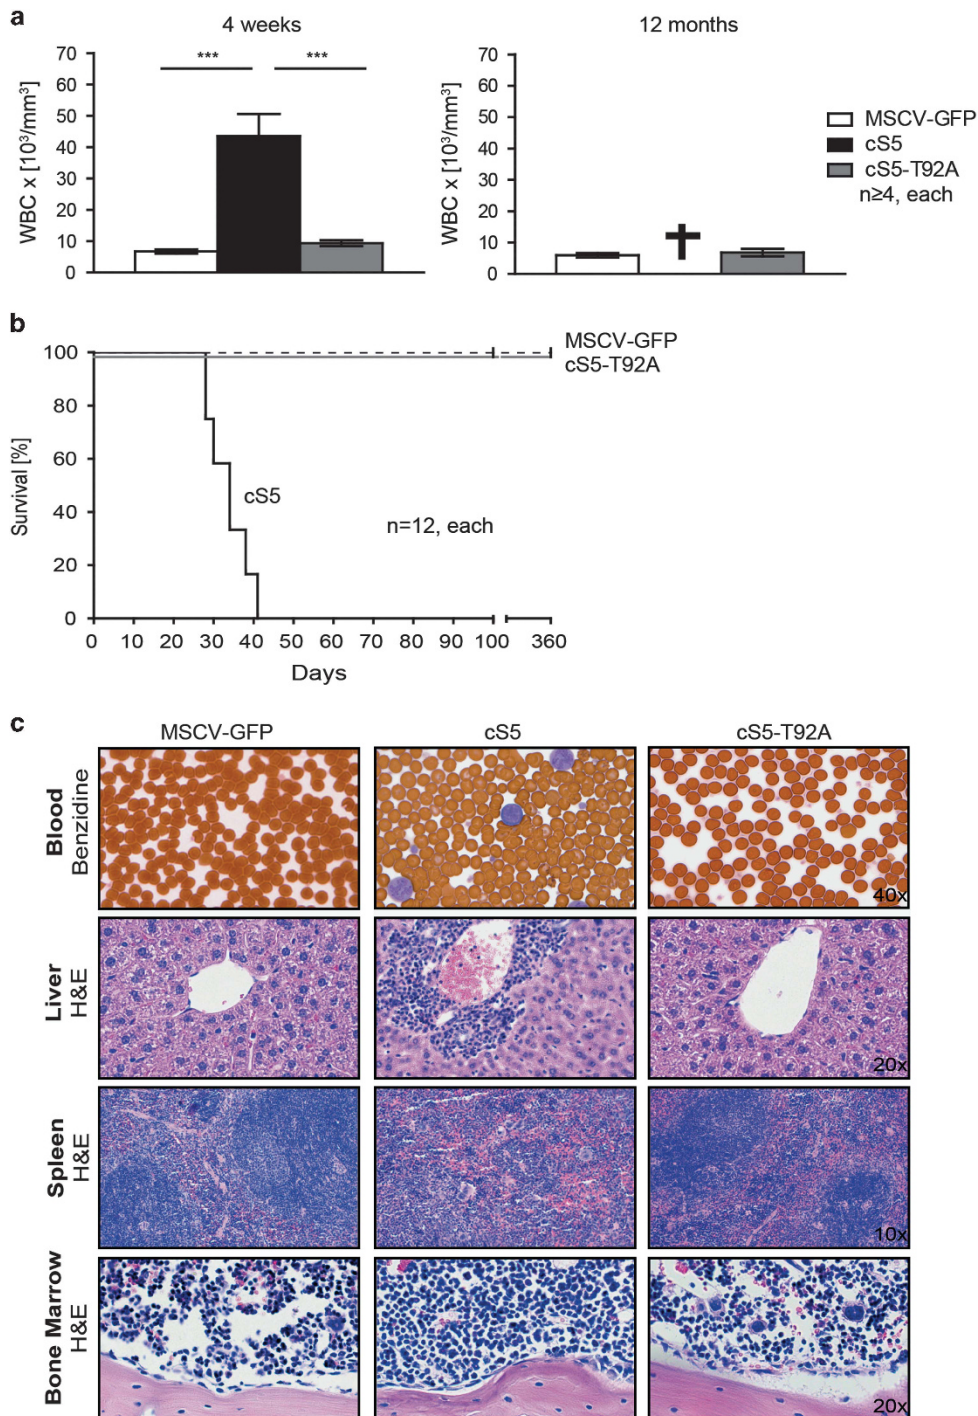 a
4 weeks
12 months
*** ***
WBC x [10³/mm³]
70
60
50
40
30
20
10
0
WBC x [10³/mm³]
70
60
50
40
30
20
10
0
MSCV-GFP
cS5
cS5-T92A
n≥4, each
b
Survival [%]
100
80
60
40
20
0
MSCV-GFP
cS5-T92A
cS5
n=12, each
0 10 20 30 40 50 60 70 80 90 100 360
Days
c
MSCV-GFP cS5 cS5-T92A
Blood
Benzidine
40x
Liver
H&E
20x
Spleen
H&E
10x
Bone Marrow
H&E
20x